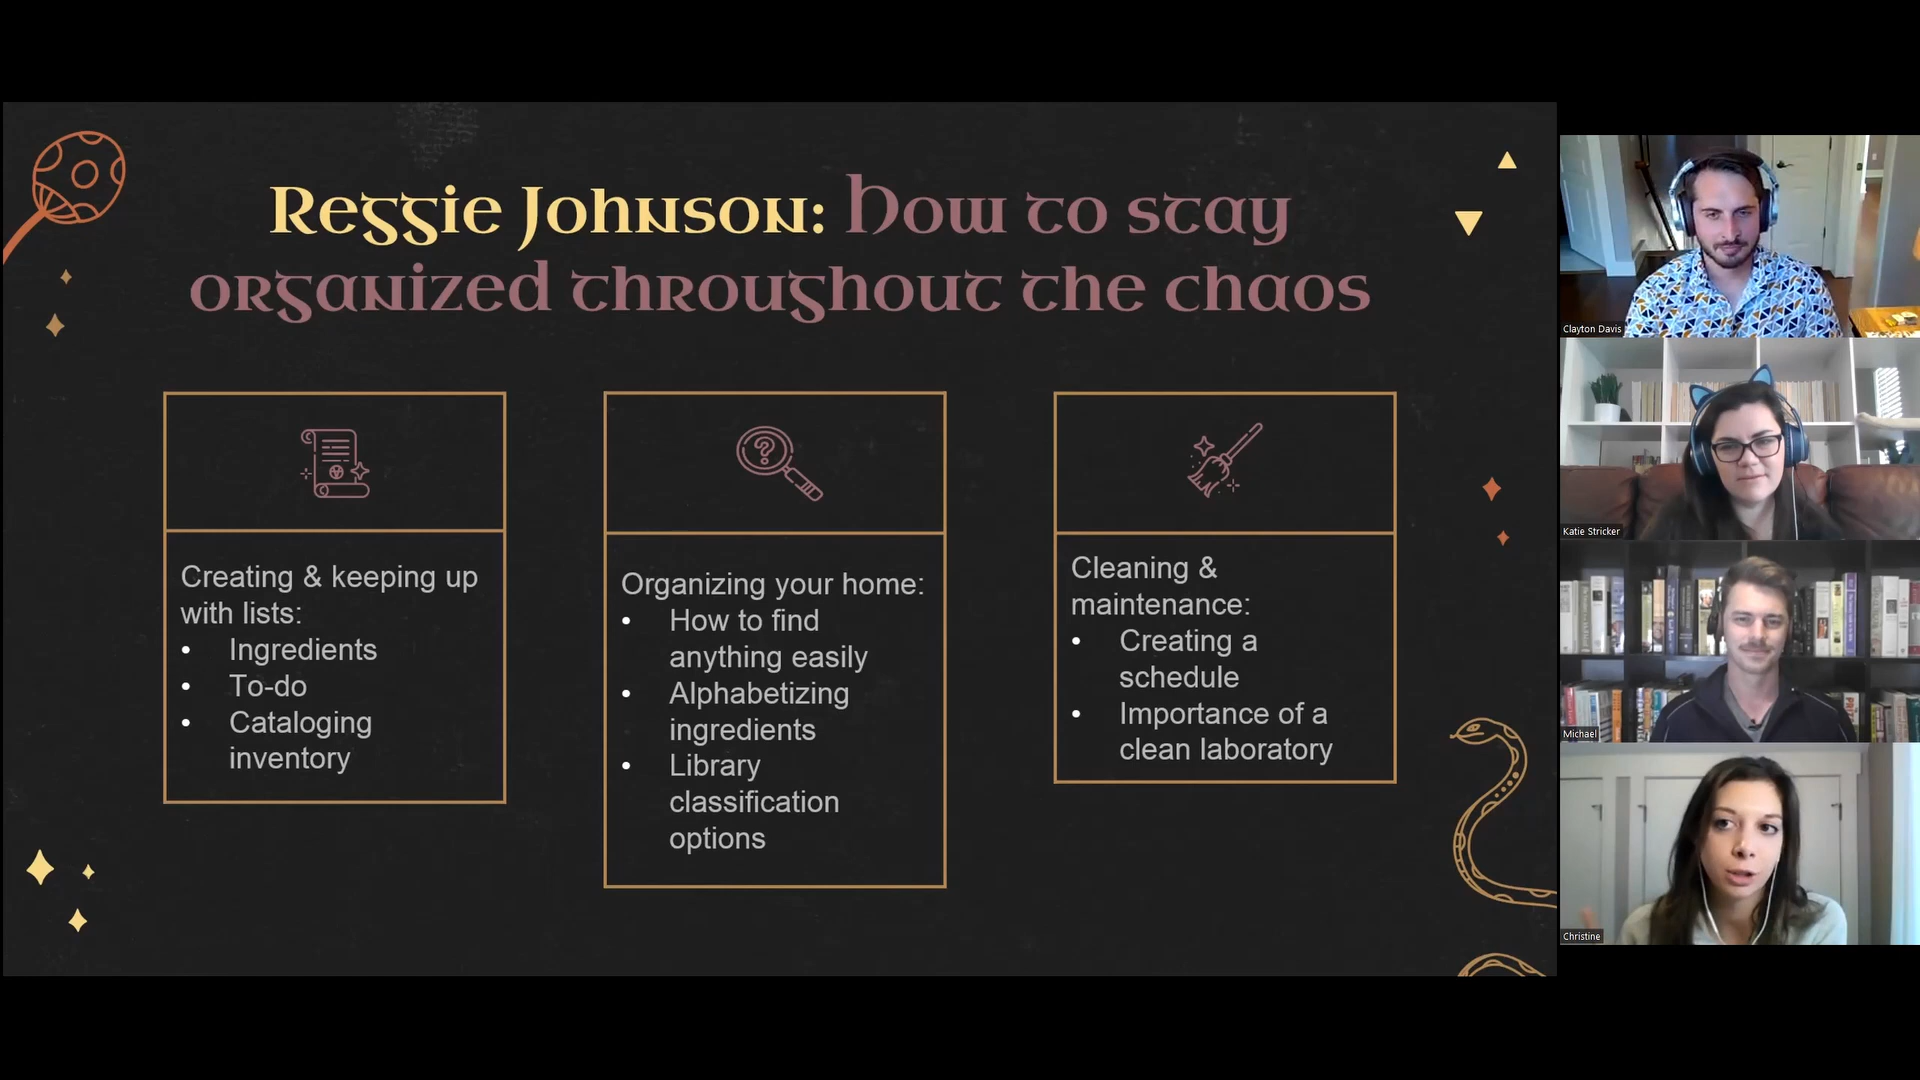 Reggie Johnson: How to stay
organized throughout the chaos
?
Creating & keeping up
with lists:
• Ingredients
• To-do
• Cataloging
inventory
Organizing your home:
• How to find
anything easily
• Alphabetizing
ingredients
• Library
classification
options
Cleaning &
maintenance:
• Creating a
schedule
• Importance of a
clean laboratory
Clayton Davis
Katie Stricker
Michael
Christine